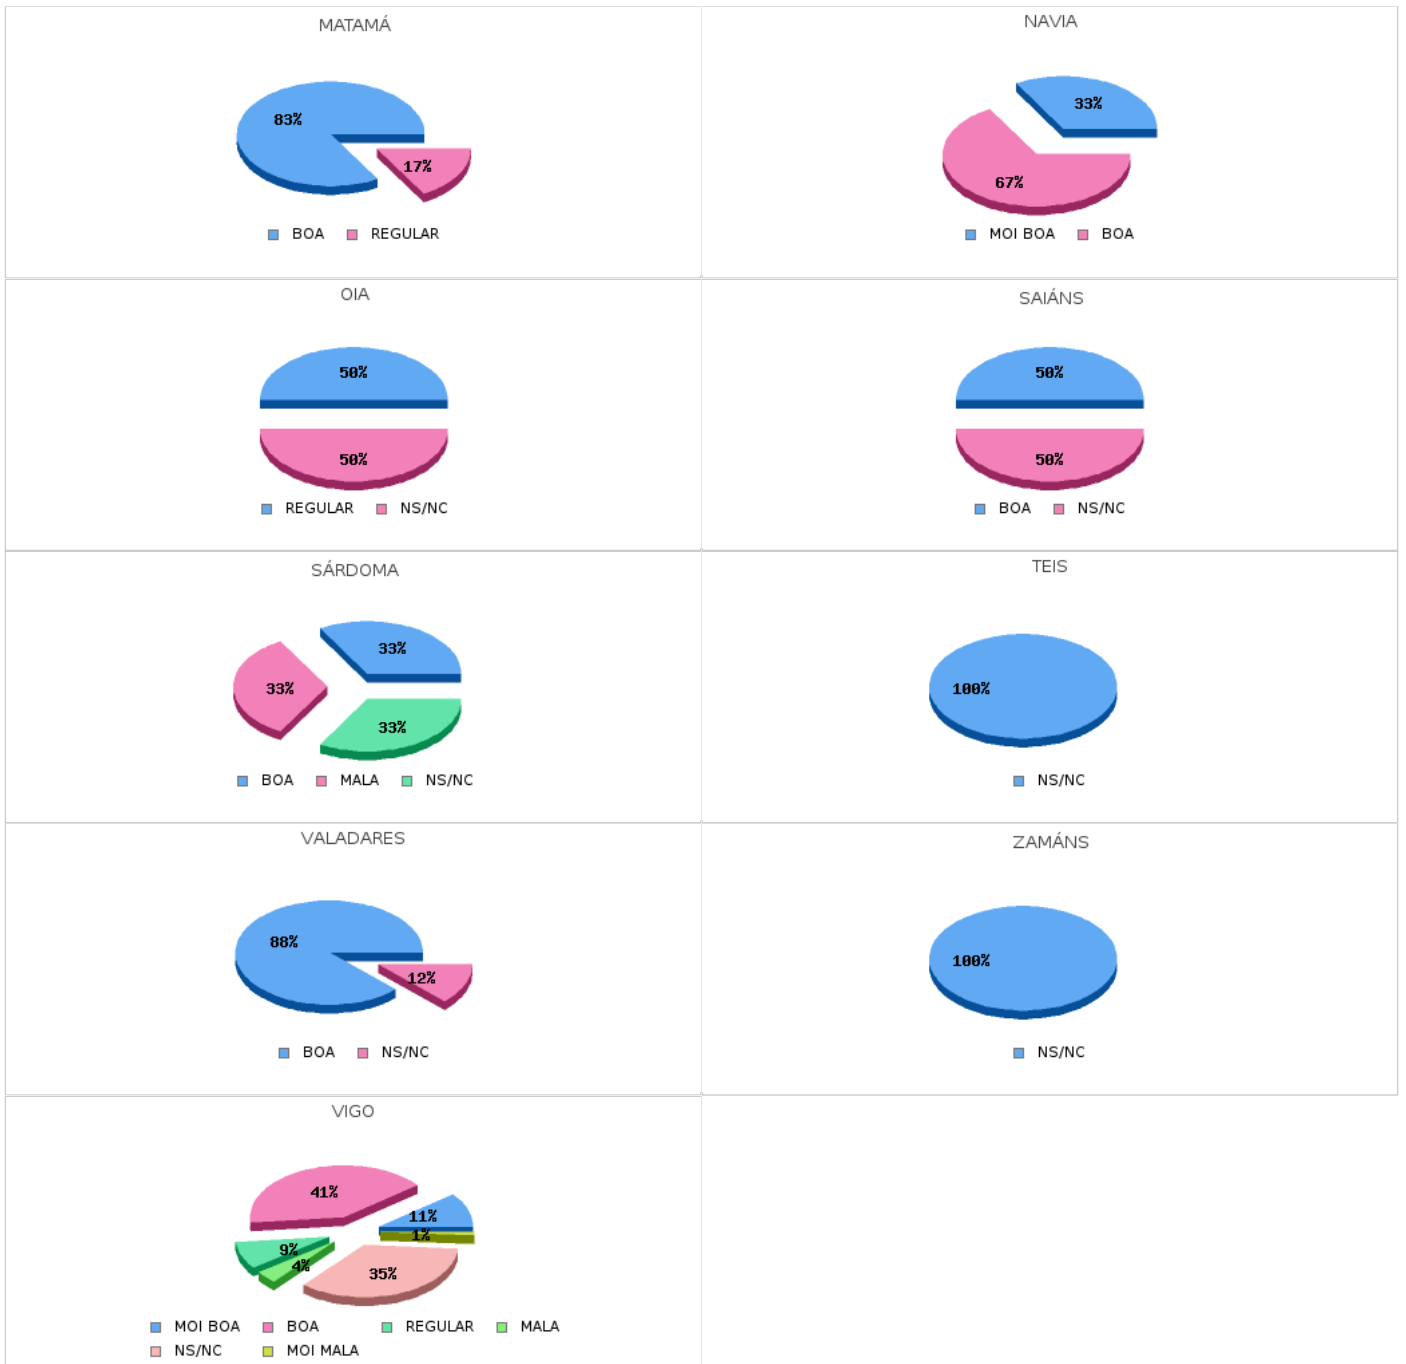 MATAMÁ
83%
17%
BOA REGULAR
NAVIA
33%
67%
MOI BOA BOA
OIA
50%
50%
REGULAR NS/NC
SAIÁNS
50%
50%
BOA NS/NC
SÁRDOMA
33%
33%
33%
BOA MALA NS/NC
TEIS
100%
NS/NC
VALADARES
88%
12%
BOA NS/NC
ZAMÁNS
100%
NS/NC
VIGO
41%
11%
1%
9%
4%
35%
MOI BOA BOA REGULAR MALA
NS/NC MOI MALA